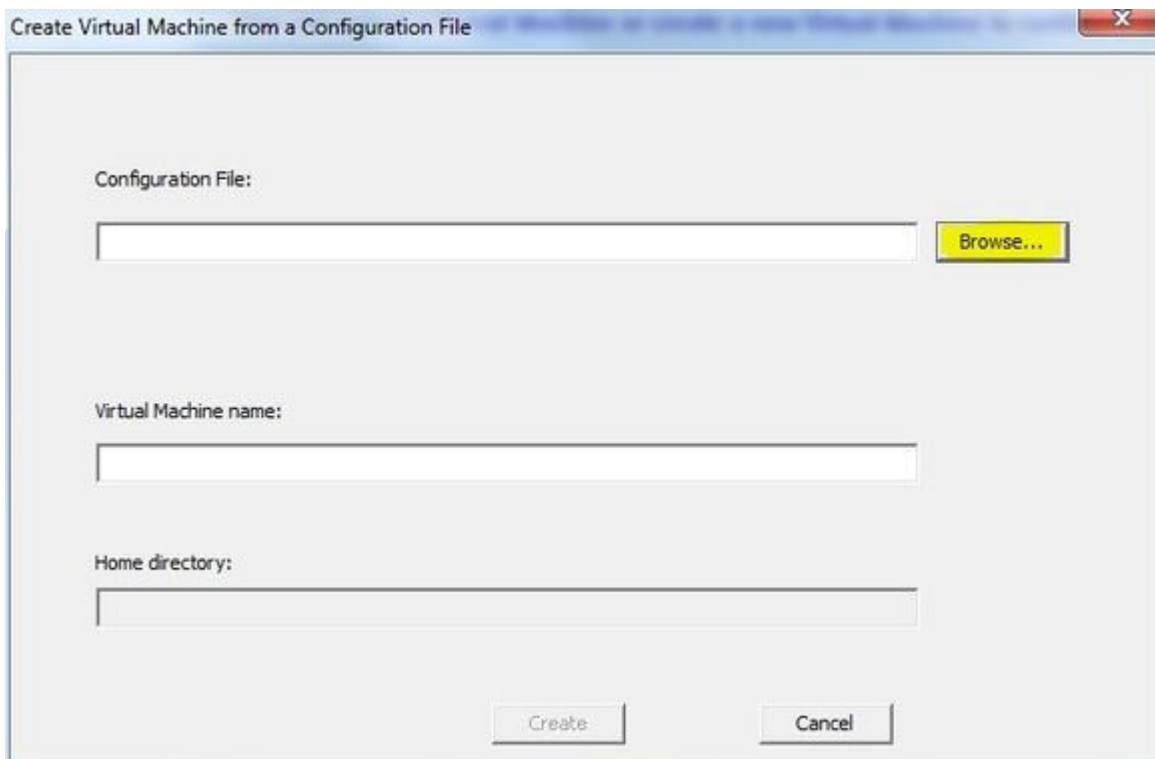 Create Virtual Machine from a Configuration File
Configuration File:
Browse...
Virtual Machine name:
Home directory:
Create
Cancel